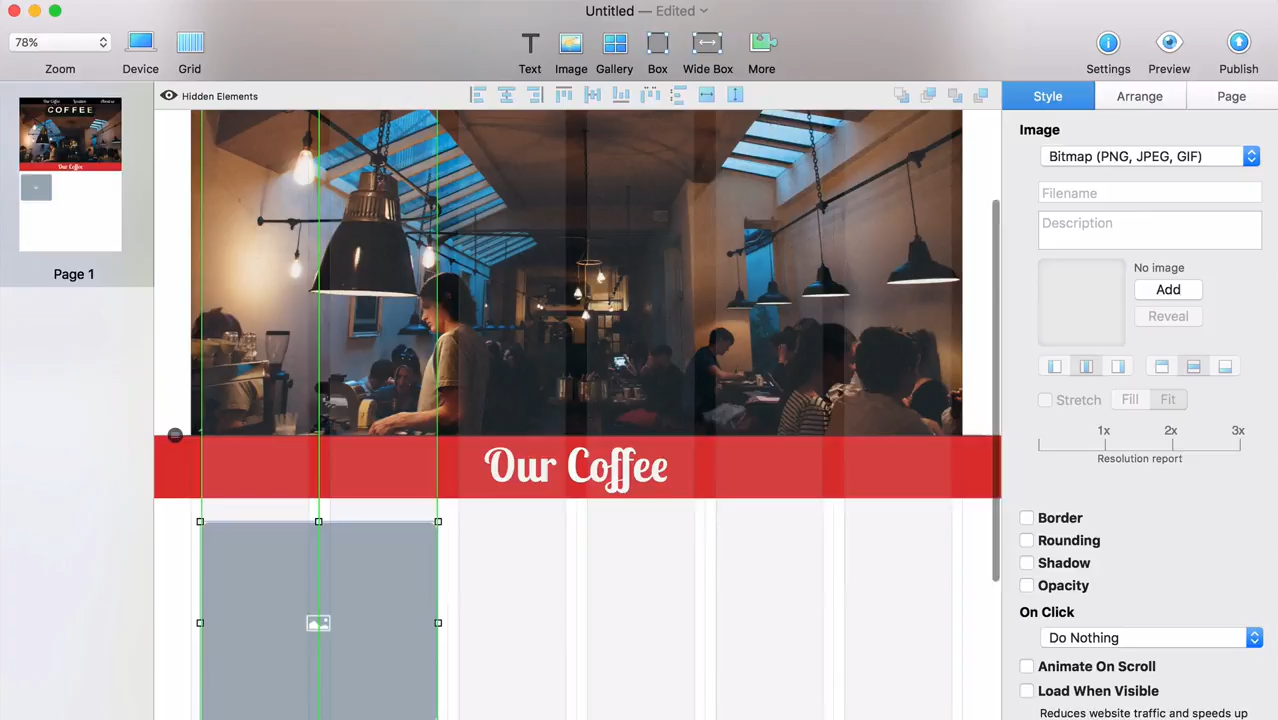 Untitled — Edited
78%
Zoom
Device
Grid
Text
Image
Gallery
Box
Wide Box
More
Settings
Preview
Publish
Hidden Elements
Style
Arrange
Page
COFFEE
Our Coffee
Page 1
Our Coffee
Image
Bitmap (PNG, JPEG, GIF)
Filename
Description
No image
Add
Reveal
Stretch
Fill
Fit
1x
2x
3x
Resolution report
Border
Rounding
Shadow
Opacity
On Click
Do Nothing
Animate On Scroll
Load When Visible
Reduces website traffic and speeds up